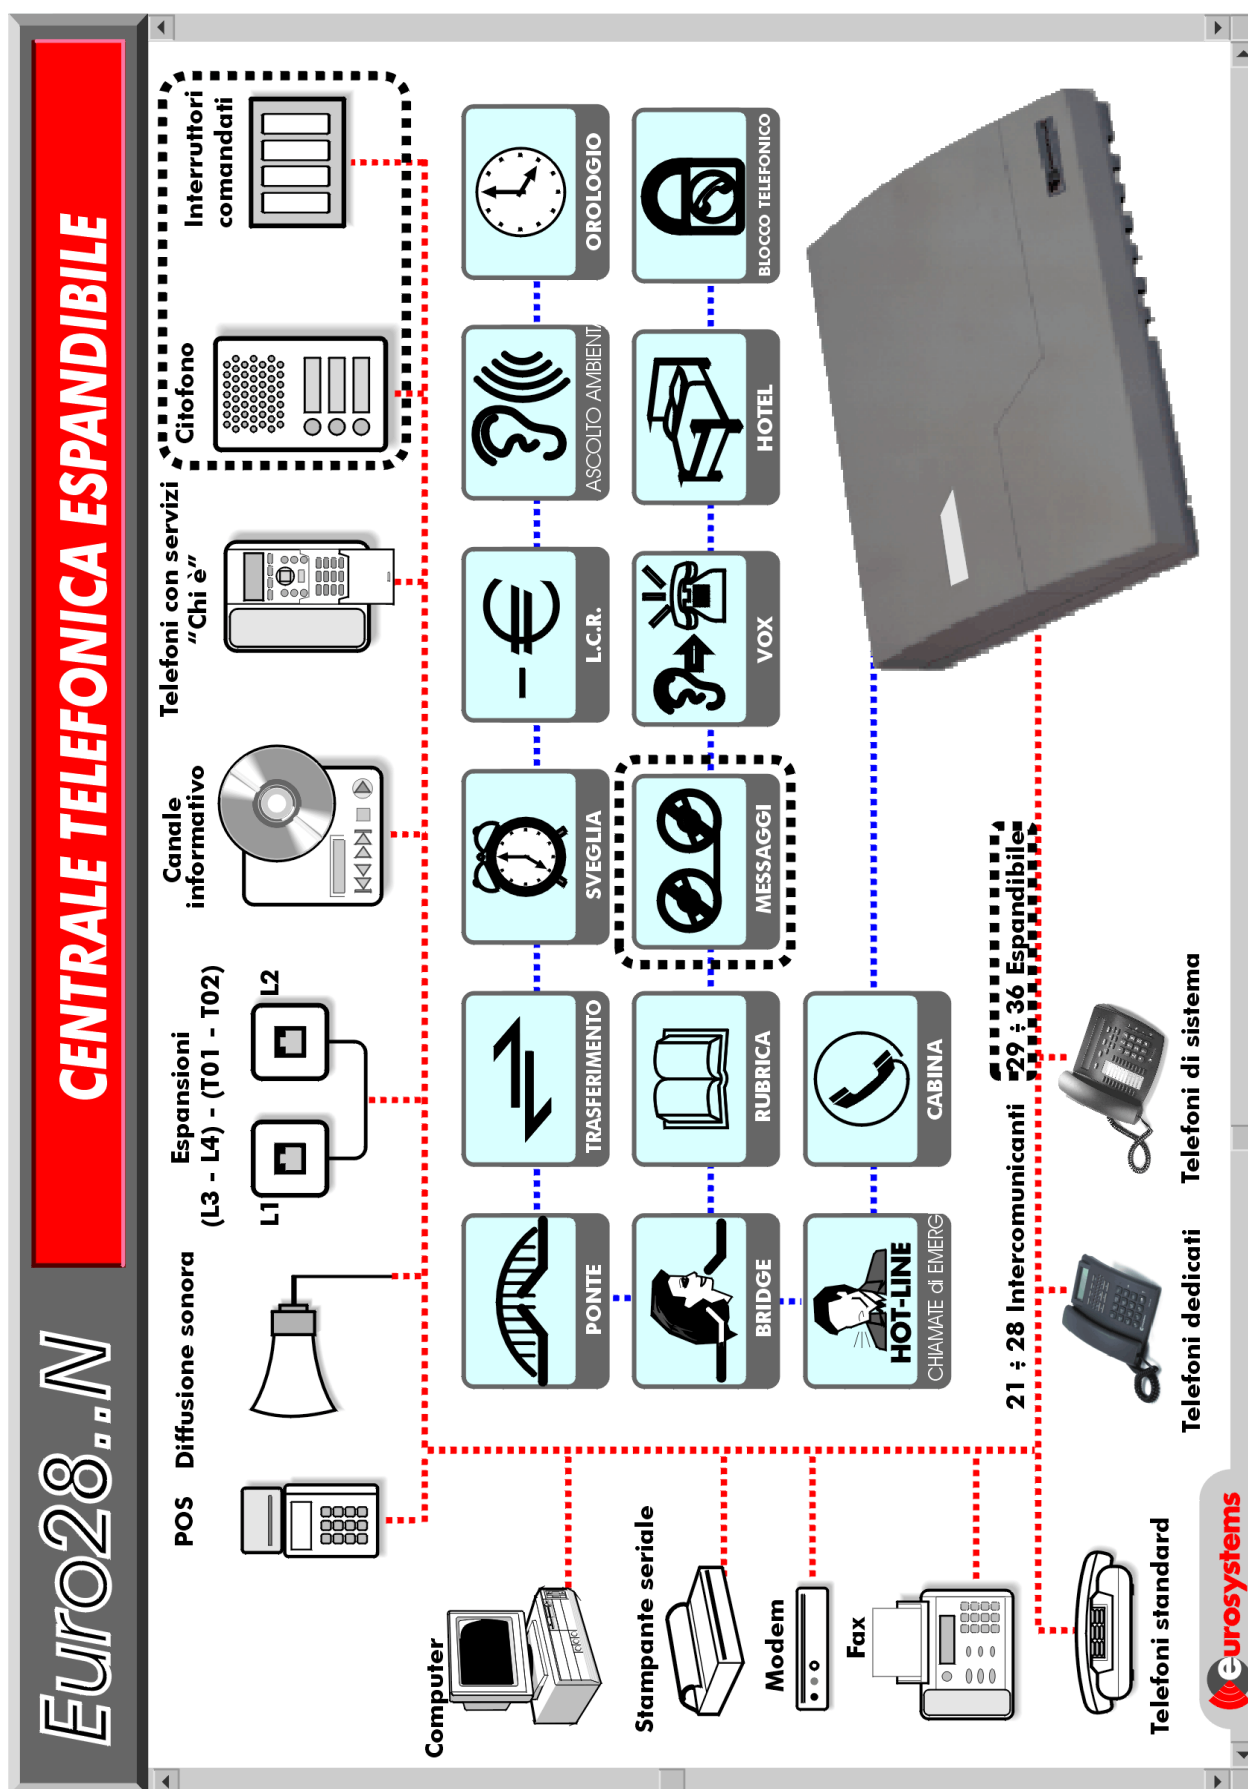 Euro28..N
CENTRALE TELEFONICA ESPANDIBILE
POS
Diffusione sonora
Espansioni
(L3 - L4) - (T01 - T02)
L1
L2
Canale
informativo
Telefoni con servizi
“Chi è”
Citofono
Interruttori
comandati
Computer
Stampante seriale
Modem
Fax
Telefoni standard
PONTE
TRASFERIMENTO
SVEGLIA
L.C.R.
ASCOLTO AMBIENTA
OROLOGIO
BRIDGE
RUBRICA
MESSAGGI
VOX
HOTEL
BLOCCO TELEFONICO
HOT-LINE
CHIAMATE di EMERG
CABINA
21 ÷ 28 Intercomunicanti
29 ÷ 36 Espandibile
Telefoni dedicati
Telefoni di sistema
eurosystems